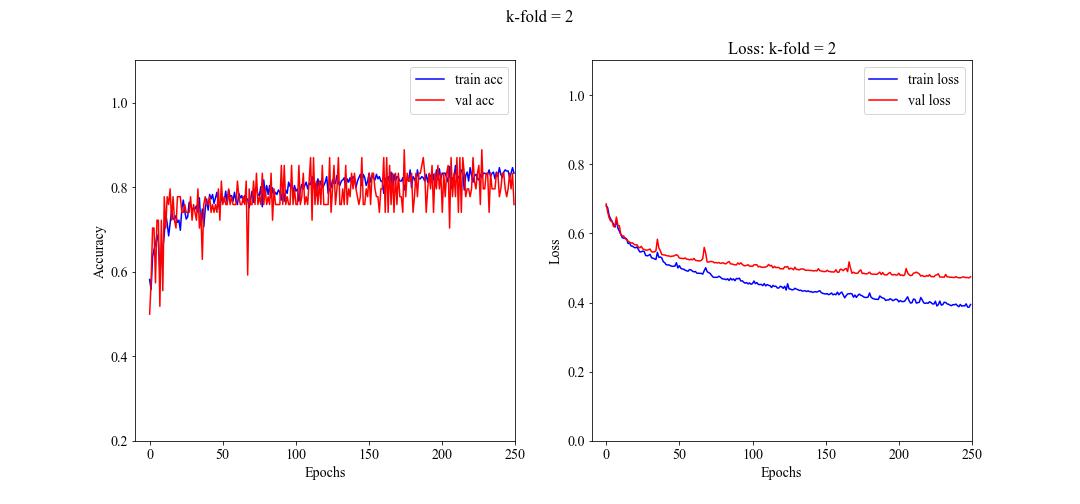 k-fold = 2
Loss: k-fold = 2
train acc
val acc
1.0
0.8
0.6
0.4
0.2
Accuracy
0
50
100
150
200
250
Epochs
train loss
val loss
1.0
0.8
0.6
0.4
0.2
0.0
Loss
0
50
100
150
200
250
Epochs